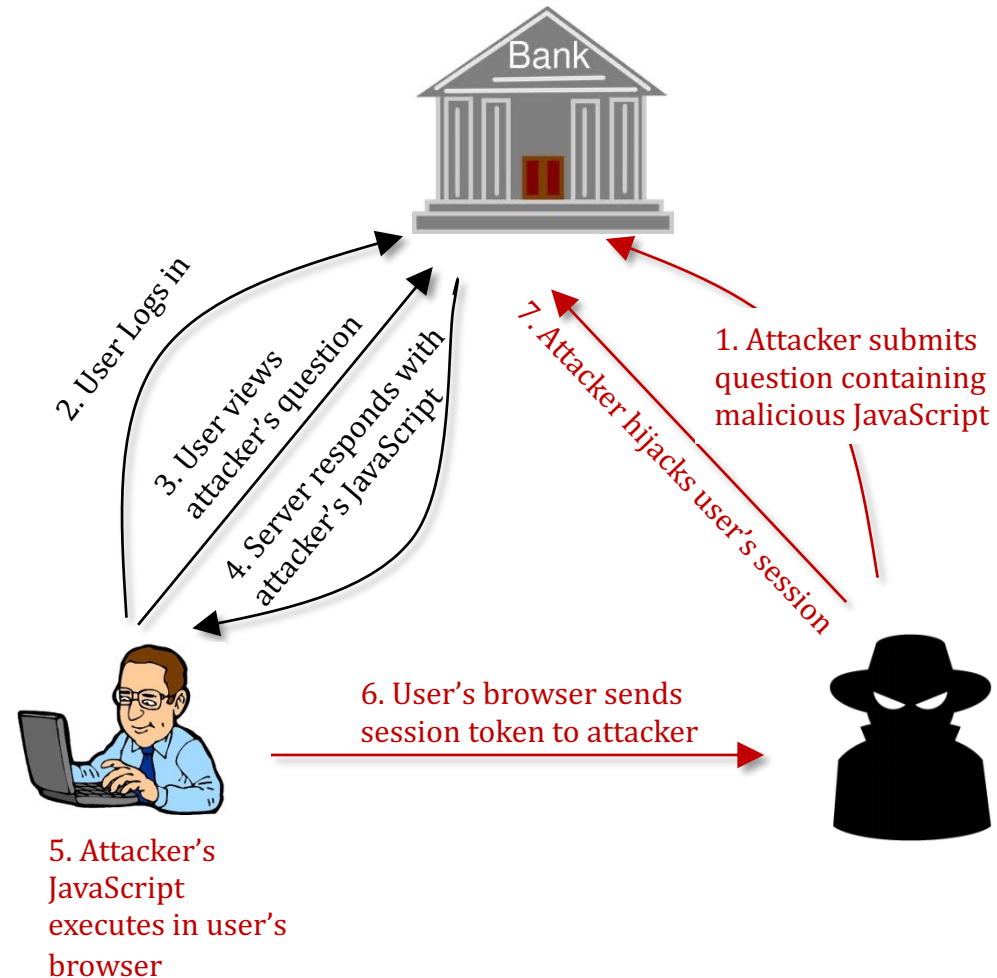 Bank
2. User Logs in
3. User views
attacker's question
4. Server responds with
attacker's JavaScript
7. Attacker hijacks user's session
1. Attacker submits
question containing
malicious JavaScript
6. User's browser sends
session token to attacker
5. Attacker's
JavaScript
executes in user's
browser